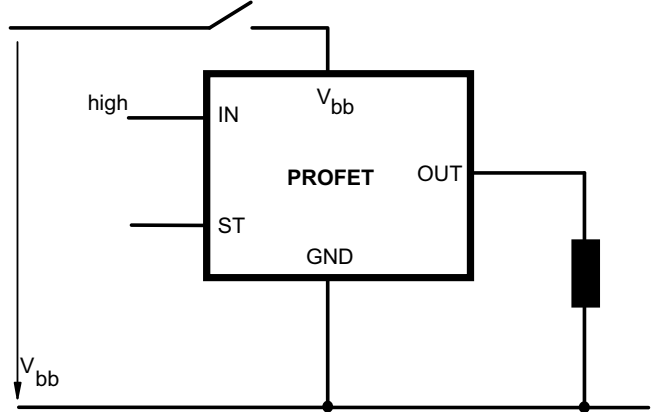 high
IN
Vbb
PROFET
OUT
ST
GND
Vbb